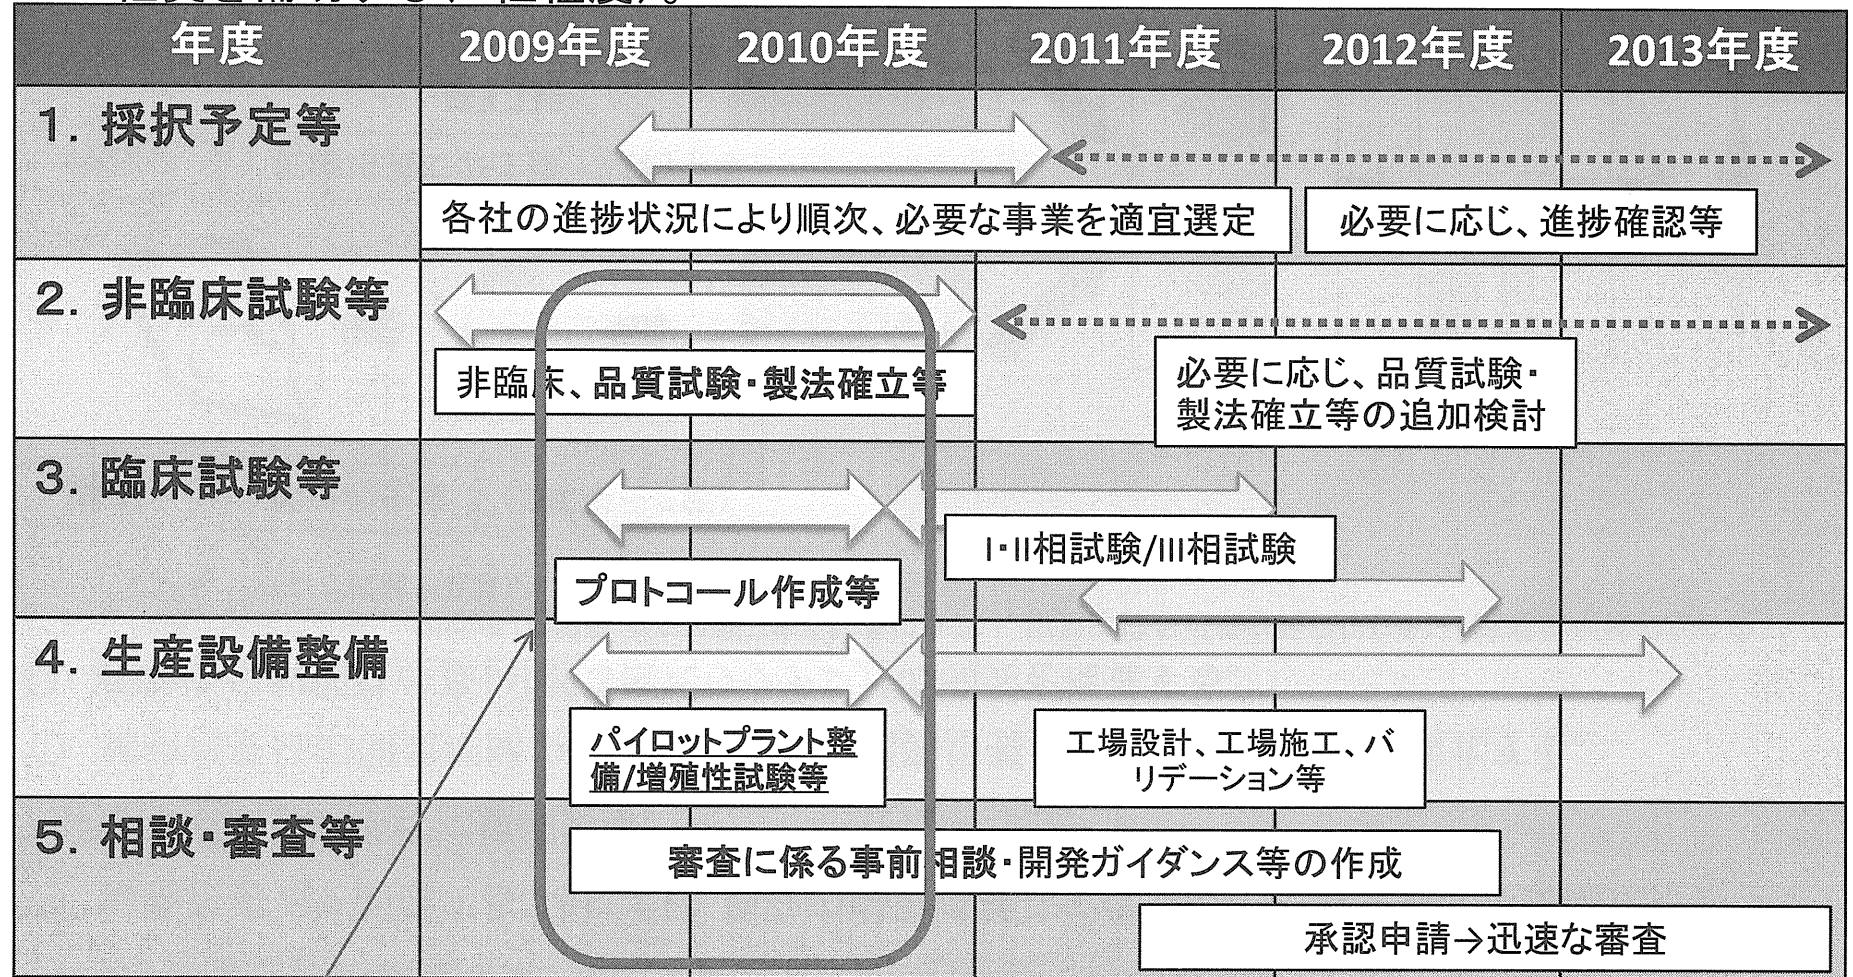 年度 2009年度 2010年度 2011年度 2012年度 2013年度
1. 採択予定等
各社の進捗状況により順次、必要な事業を適宜選定
必要に応じ、進捗確認等
2. 非臨床試験等
非臨床、品質試験・製法確立等
必要に応じ、品質試験・
製法確立等の追加検討
3. 臨床試験等
プロトコール作成等
I・II相試験/III相試験
4. 生産設備整備
パイロットプラント整
備/増殖性試験等
工場設計、工場施工、バ
リデーション等
5. 相談・審査等
審査に係る事前相談・開発ガイダンス等の作成
承認申請→迅速な審査